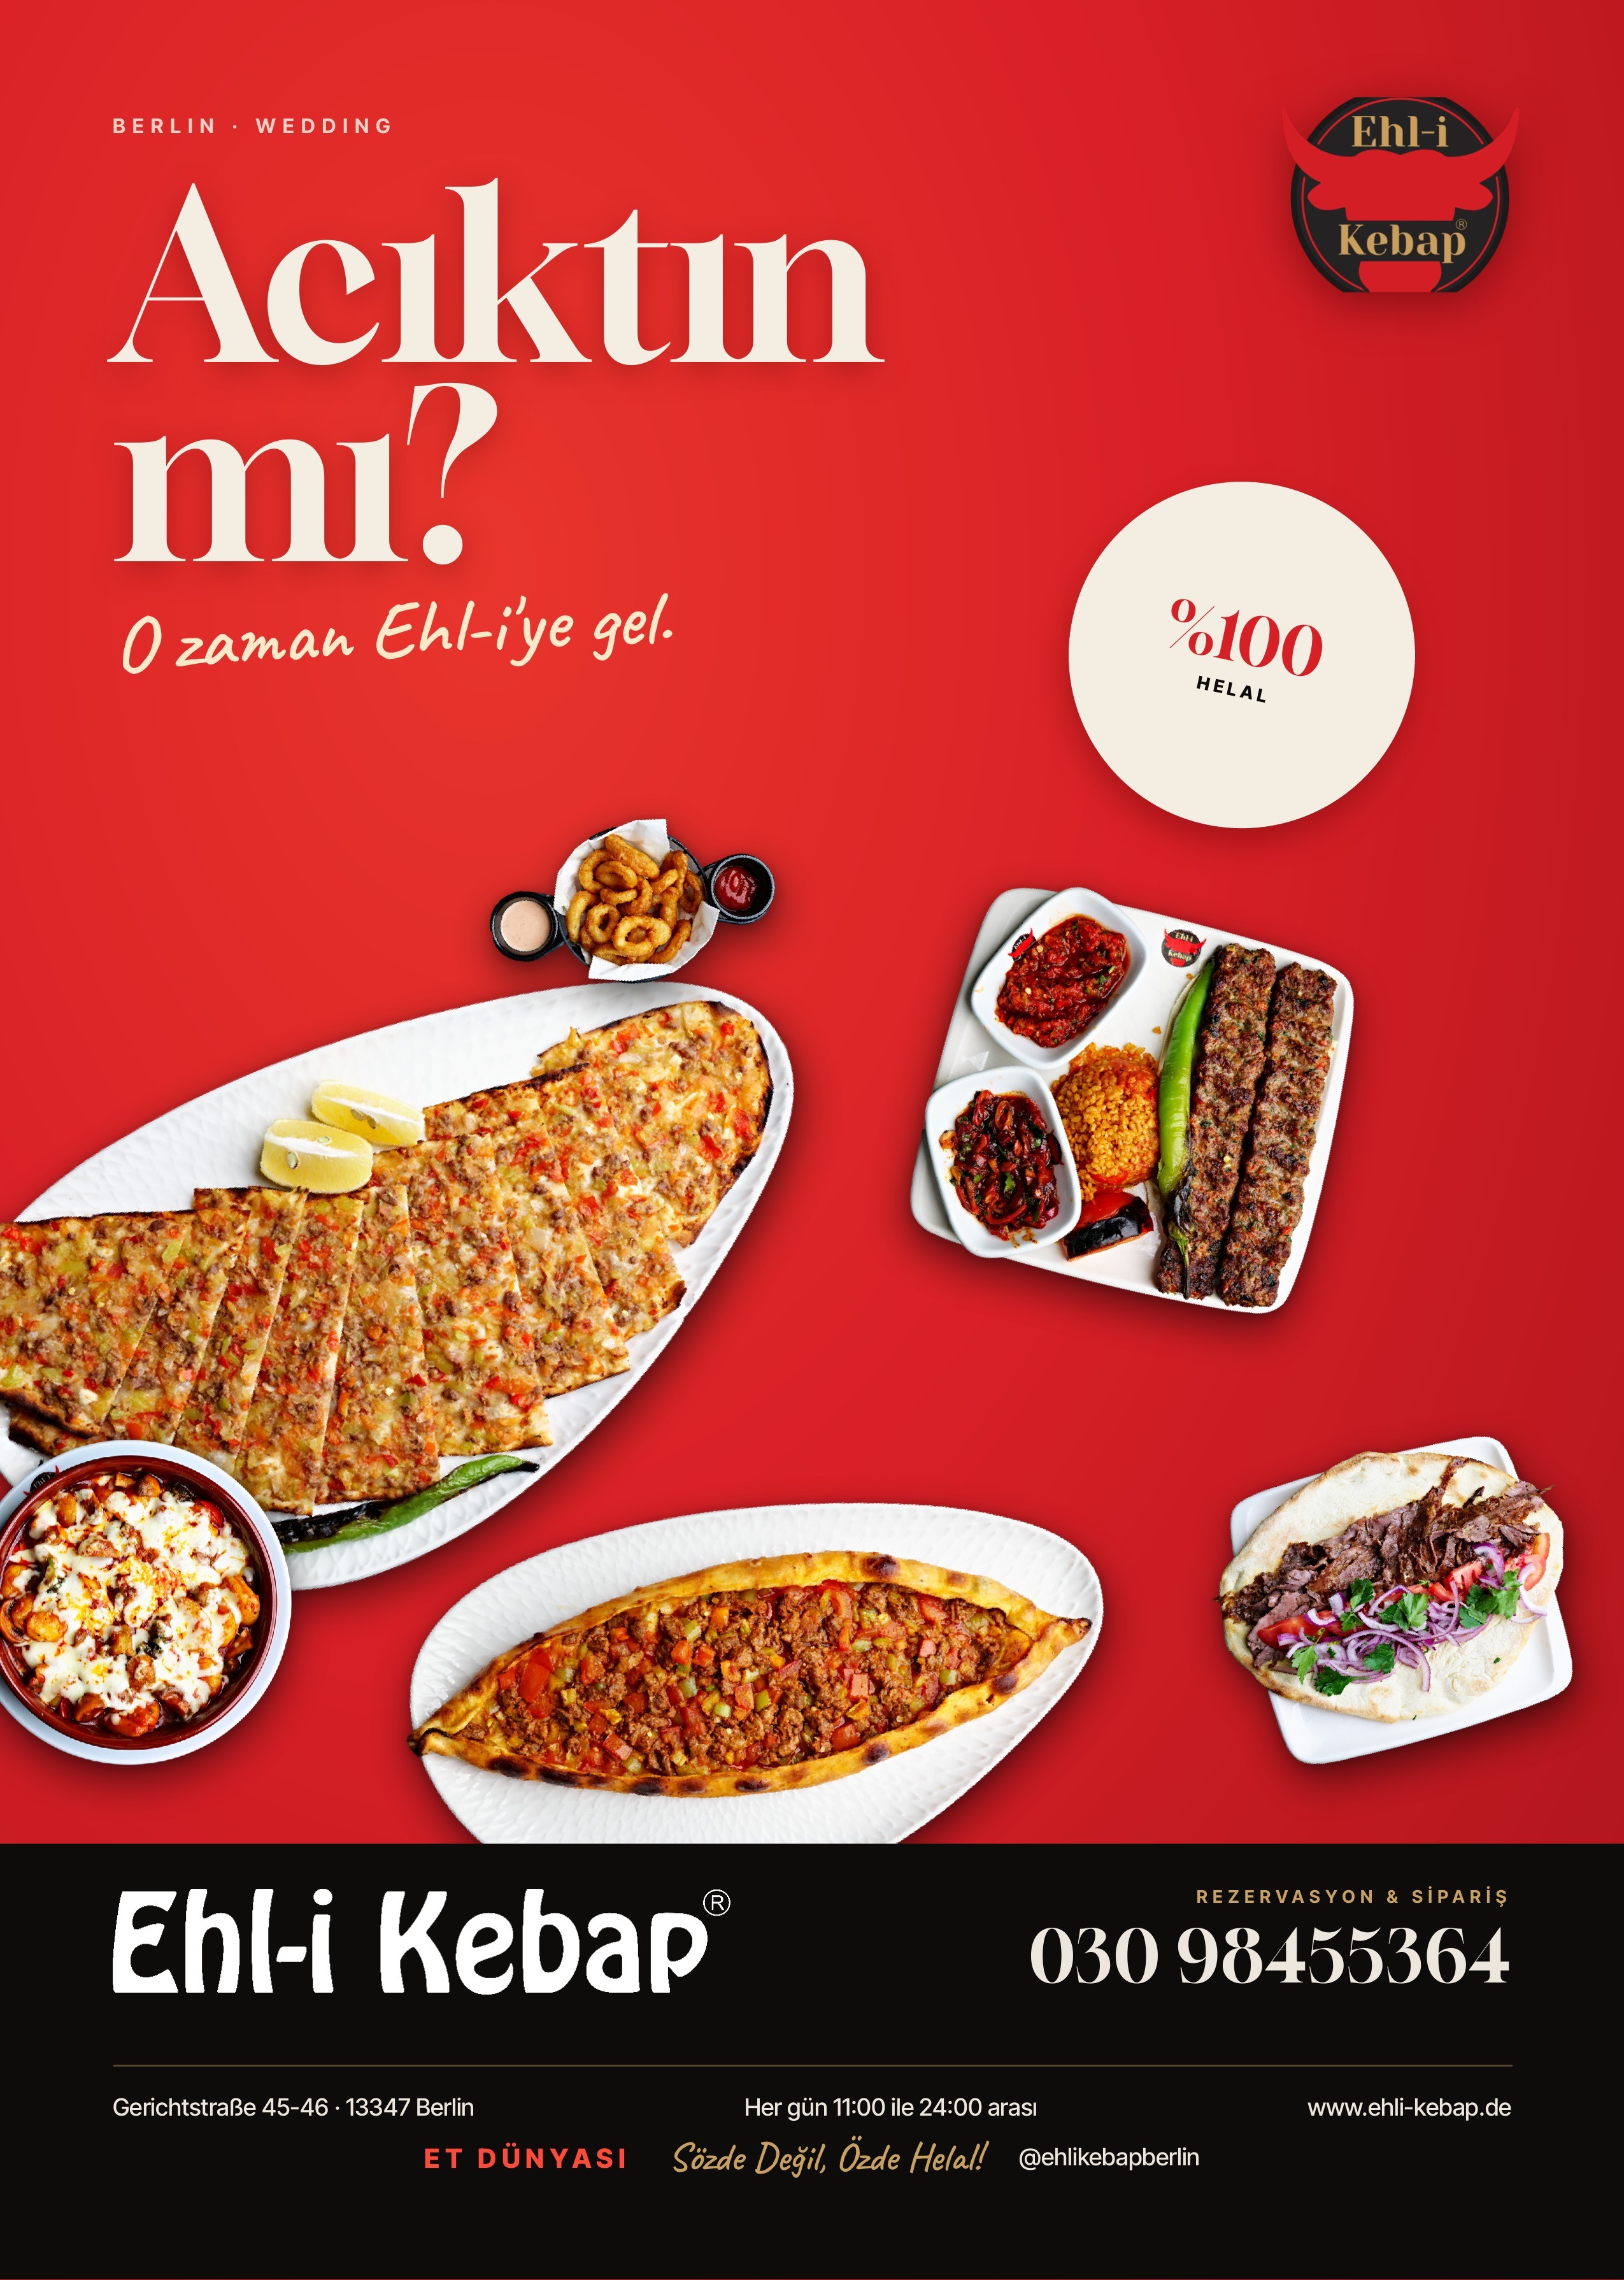 BERLIN · WEDDING
Ehl-i
Kebap®
Acıktın
mı?
O zaman Ehl-i'ye gel.
%100
HELAL
Ehl-i
Kebap
Ehl-i Kebap®
REZERVASYON & SİPARİŞ
030 98455364
Gerichtstraße 45-46 · 13347 Berlin
Her gün 11:00 ile 24:00 arası
www.ehli-kebap.de
ET DÜNYASI
Sözde Değil, Özde Helal!
@ehlikebapberlin